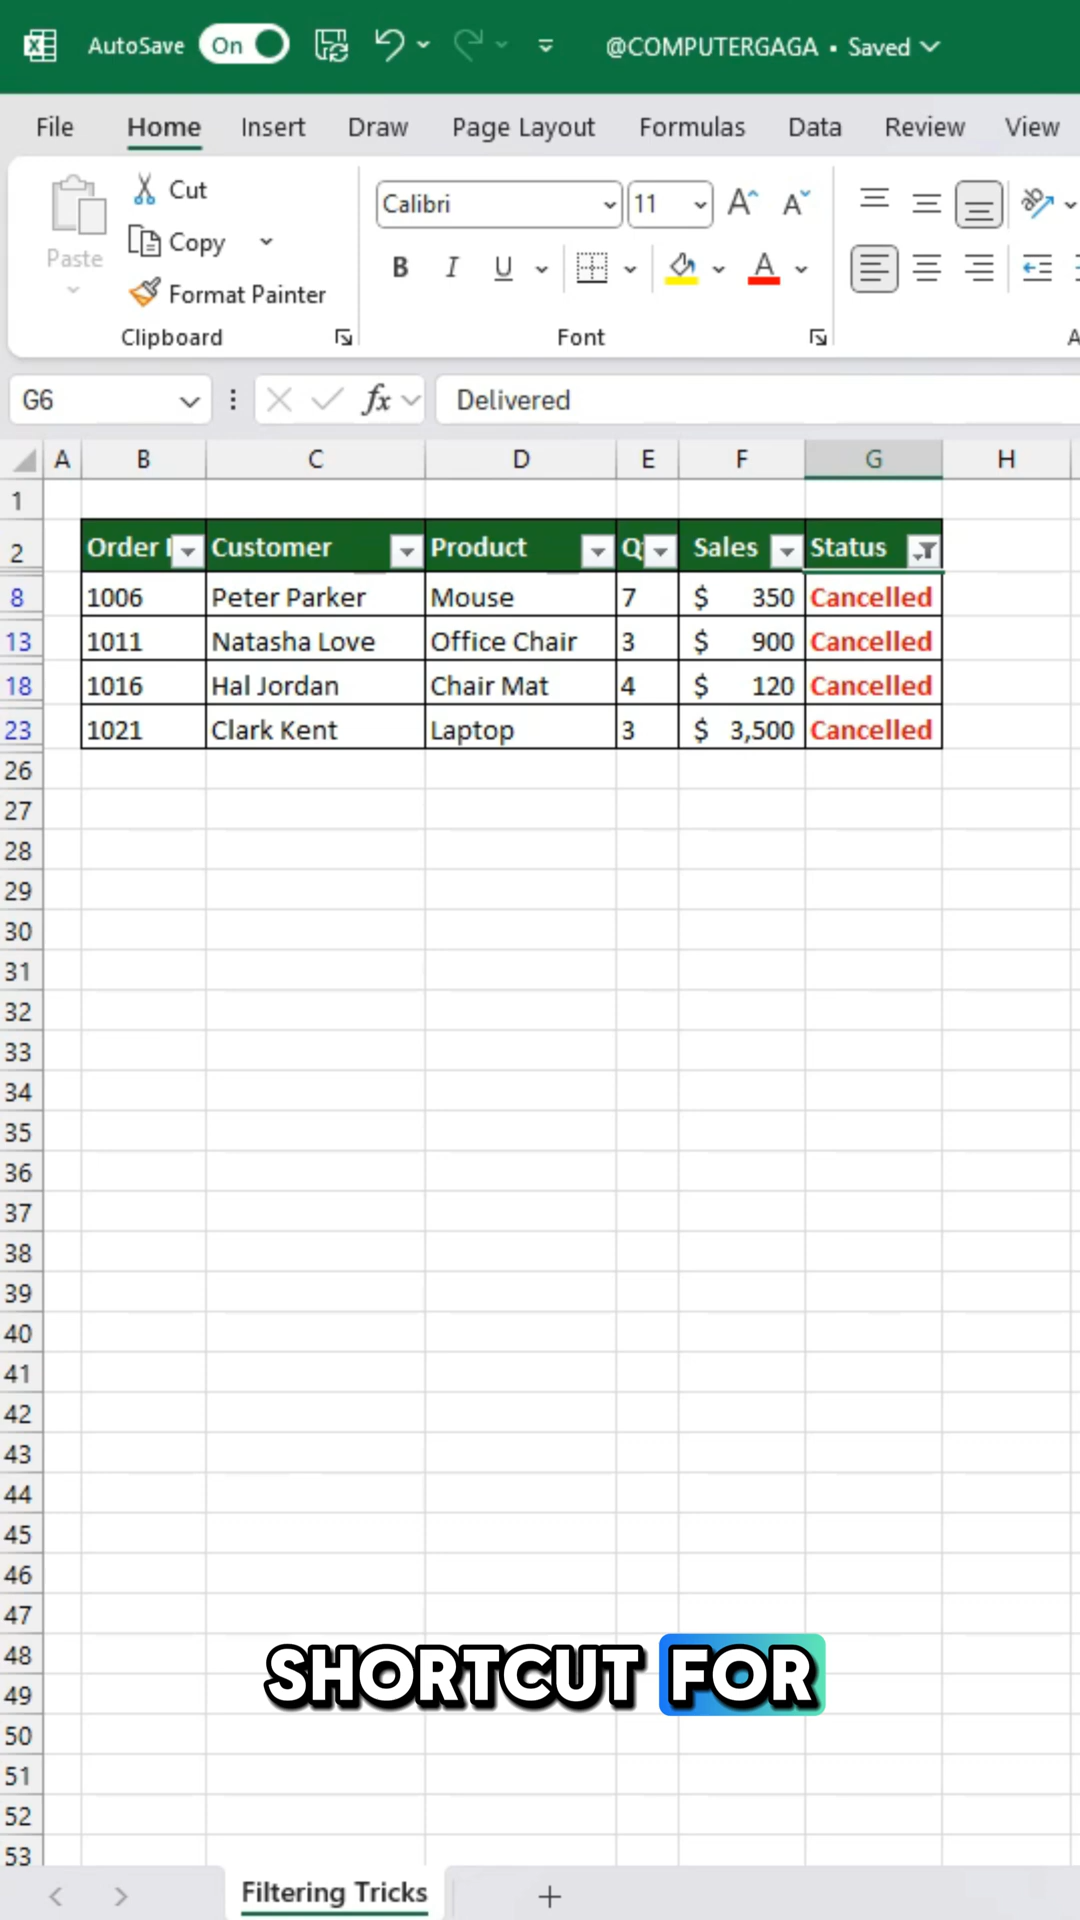 AutoSave On @COMPUTERGAGA • Saved
File Home Insert Draw Page Layout Formulas Data Review View
Paste
Cut
Copy
Format Painter
Clipboard
Calibri 11
B I U A
Font
G6 fx Delivered
A B C D E F G H
1
2 Order Customer Product Q Sales Status
8 1006 Peter Parker Mouse 7 $ 350 Cancelled
13 1011 Natasha Love Office Chair 3 $ 900 Cancelled
18 1016 Hal Jordan Chair Mat 4 $ 120 Cancelled
23 1021 Clark Kent Laptop 3 $ 3,500 Cancelled
26
27
28
29
30
31
32
33
34
35
36
37
38
39
40
41
42
43
44
45
46
47
48
49
50
51
52
53
SHORTCUT FOR
Filtering Tricks